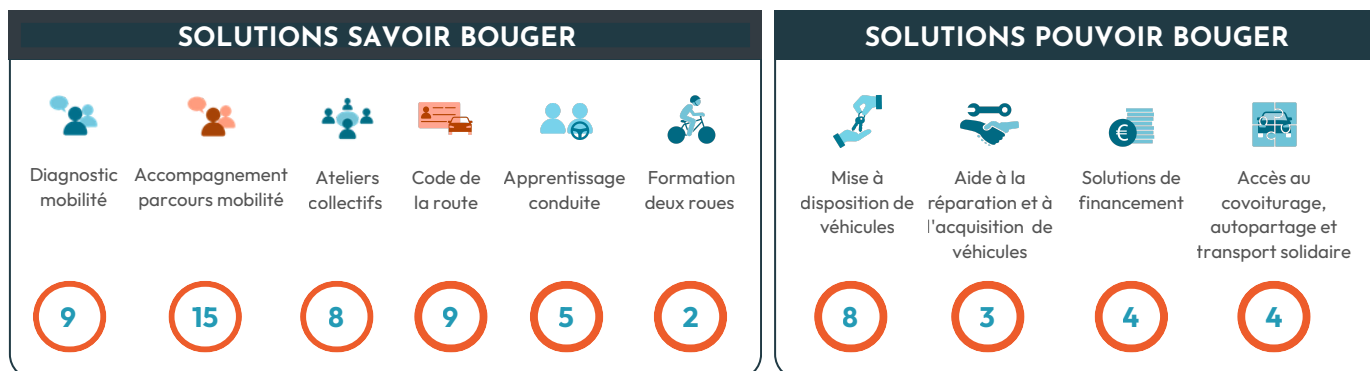 SOLUTIONS SAVOIR BOUGER
Diagnostic
mobilité
Accompagnement
parcours mobilité
Ateliers
collectifs
Code de
la route
Apprentissage
conduite
Formation
deux roues
9
15
8
9
5
2
SOLUTIONS POUVOIR BOUGER
€
Mise à
disposition de
véhicules
Aide à la
réparation et à
l'acquisition de
véhicules
Solutions de
financement
Accès au
covoiturage,
autopartage et
transport solidaire
8
3
4
4